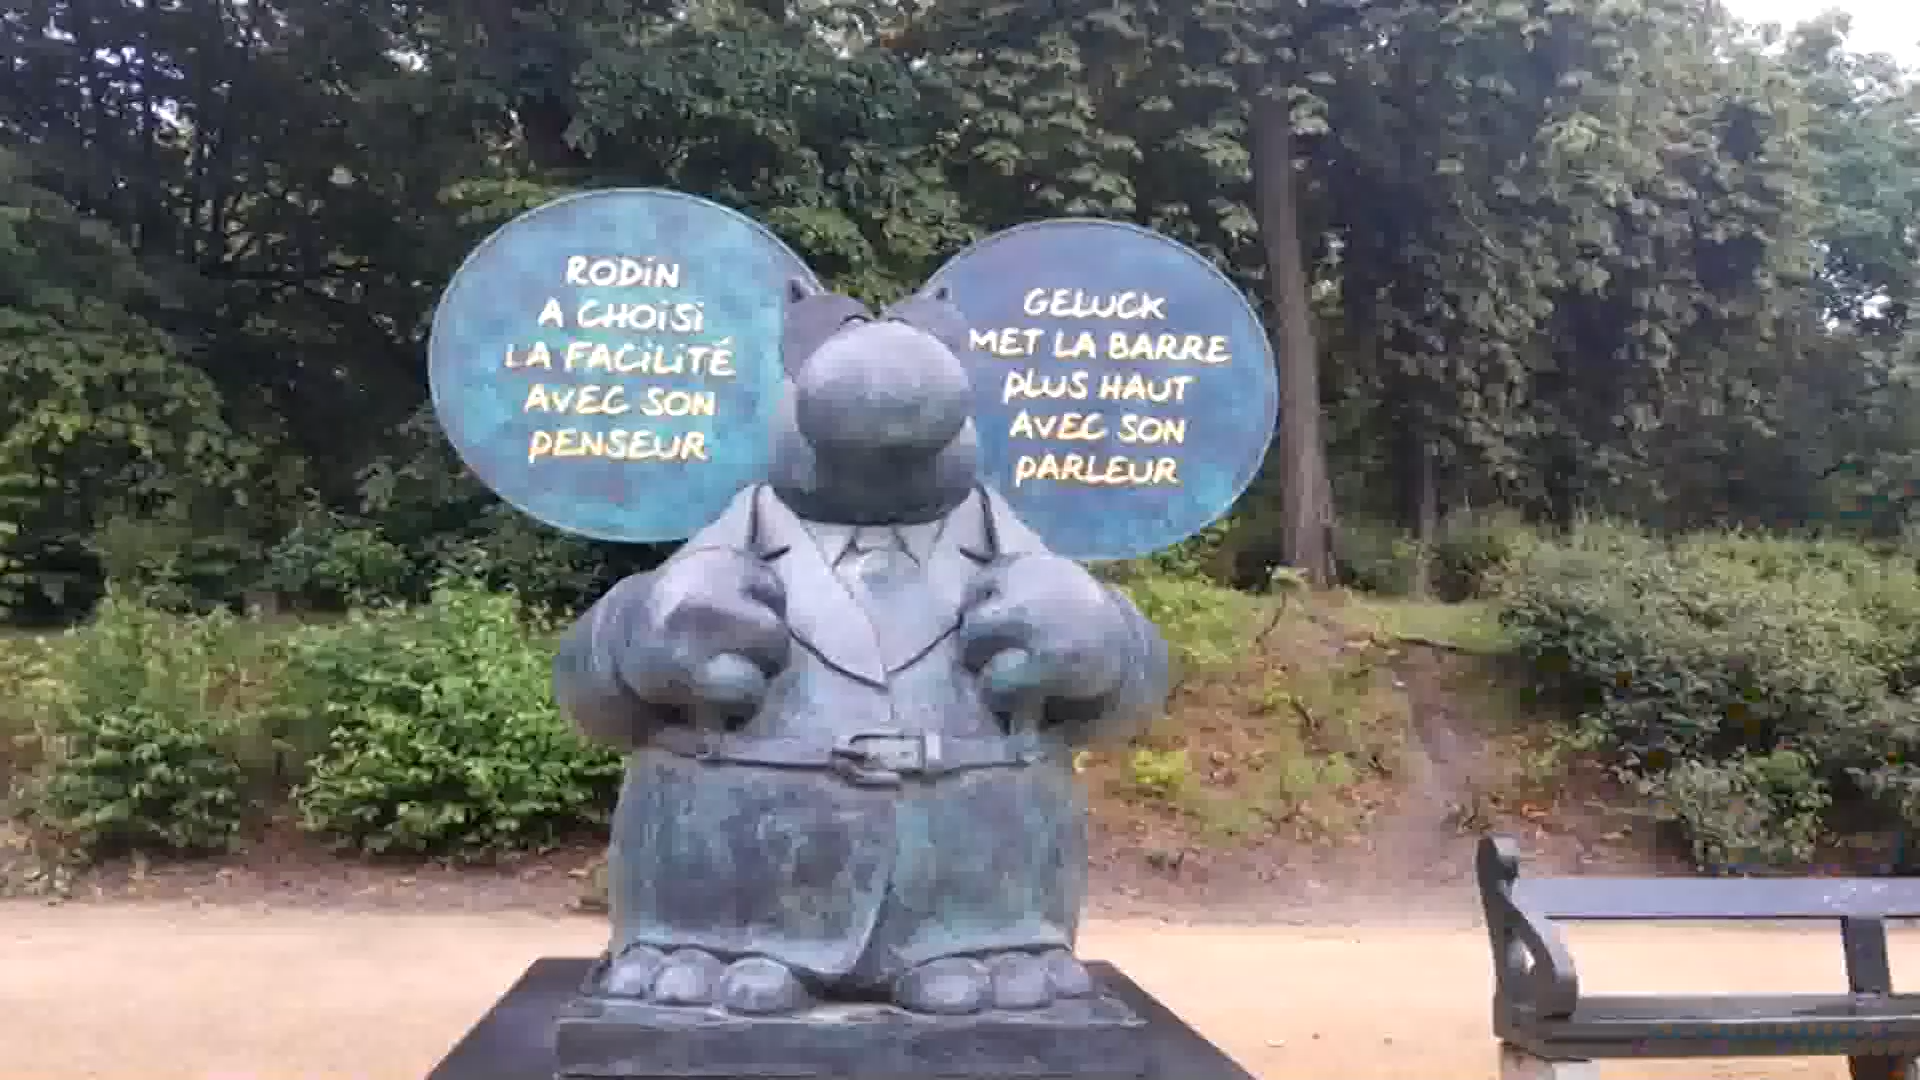 RODiN
A CHOiSi
LA FACiLiTÉ
AVEC SON
PENSEUR
GELUCK
MET LA BARRE
PLUS HAUT
AVEC SON
PARLEUR